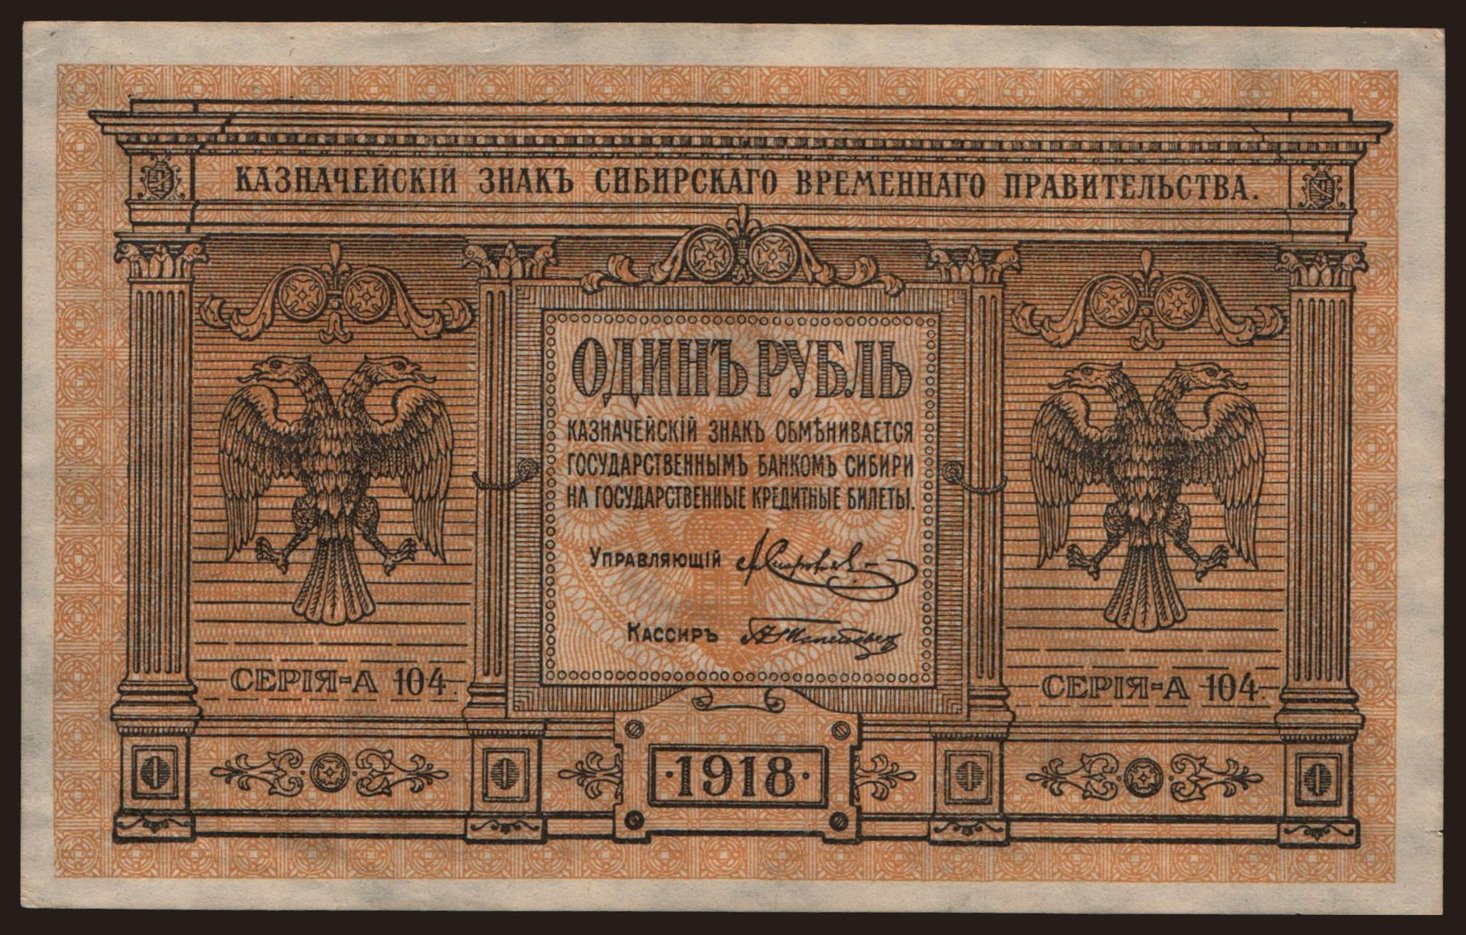 КАЗНАЧЕЙСКІЙ ЗНАКЪ СИБИРСКАГО ВРЕМЕННАГО ПРАВИТЕЛЬСТВА.
ОДИНЪ РУБЛЬ
КАЗНАЧЕЙСКІЙ ЗНАКЪ ОБМѢНИВАЕТСЯ
ГОСУДАРСТВЕННЫМЪ БАНКОМЪ СИБИРИ
НА ГОСУДАРСТВЕННЫЕ КРЕДИТНЫЕ БИЛЕТЫ.
УПРАВЛЯЮЩІЙ
КАССИРЪ
СЕРІЯ-А 104
СЕРІЯ-А 104
·1918·